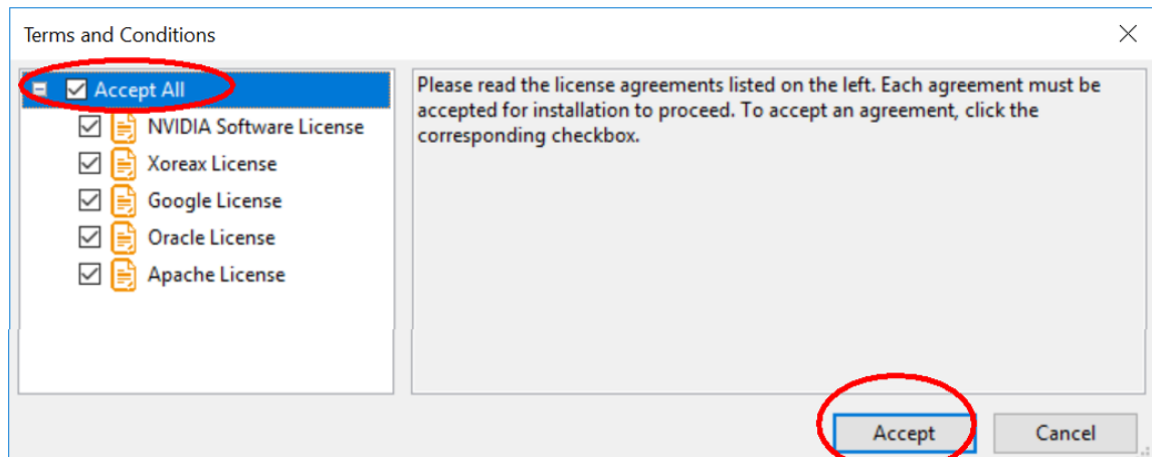 Terms and Conditions
Accept All
NVIDIA Software License
Xoreax License
Google License
Oracle License
Apache License
Please read the license agreements listed on the left. Each agreement must be
accepted for installation to proceed. To accept an agreement, click the
corresponding checkbox.
Accept
Cancel